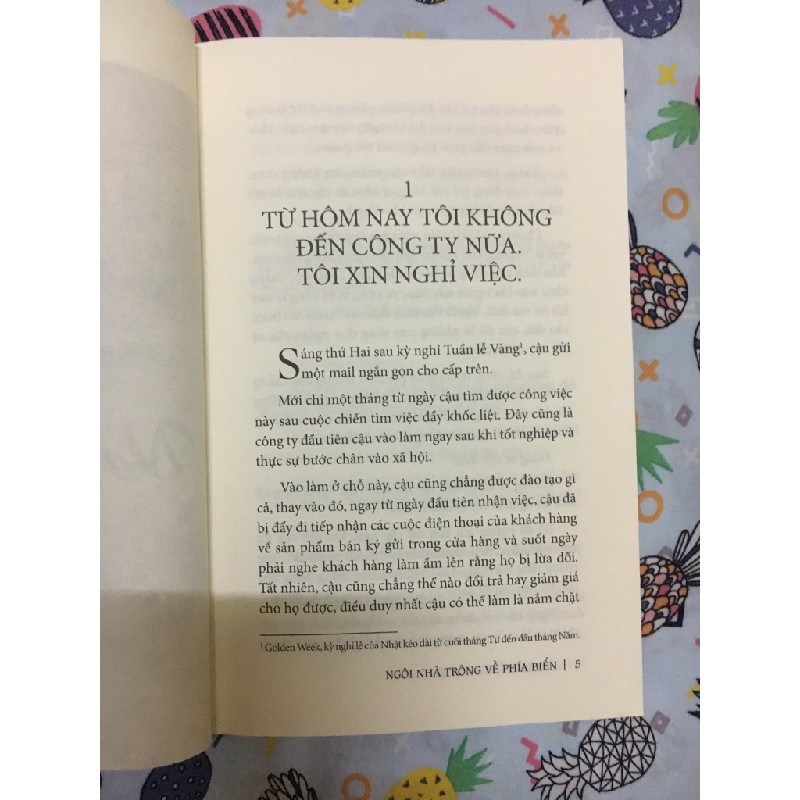 1
TỪ HÔM NAY TÔI KHÔNG
ĐẾN CÔNG TY NỮA.
TÔI XIN NGHỈ VIỆC.
Sáng thứ Hai sau kỳ nghỉ Tuần lễ Vàng¹, cậu gửi
một mail ngắn gọn cho cấp trên.
Mới chỉ một tháng từ ngày cậu tìm được công việc
này sau cuộc chiến tìm việc đầy khốc liệt. Đây cũng là
công ty đầu tiên cậu vào làm ngay sau khi tốt nghiệp và
thực sự bước chân vào xã hội.
Vào làm ở chỗ này, cậu cũng chẳng được đào tạo gì
cả, thay vào đó, ngay từ ngày đầu tiên nhận việc, cậu đã
bị đẩy đi tiếp nhận các cuộc điện thoại của khách hàng
về sản phẩm bán ký gửi trong cửa hàng và suốt ngày
phải nghe khách hàng làm ầm lên rằng họ bị lừa dối.
Tất nhiên, cậu cũng chẳng thể nào đổi trả hay giảm giá
cho họ được, điều duy nhất cậu có thể làm là nắm chặt
¹ Golden Week, kỳ nghỉ lễ của Nhật kéo dài từ cuối tháng Tư đến đầu tháng Năm.
NGÔI NHÀ TRÔNG VỀ PHÍA BIỂN | 5